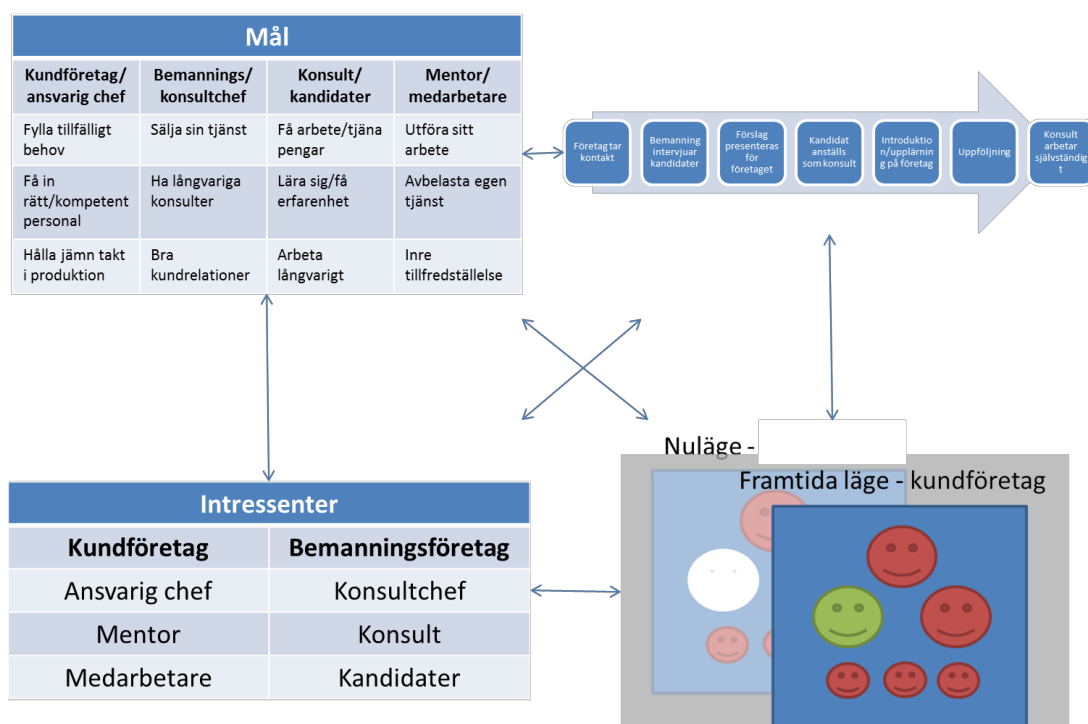 Mål
Kundföretag/
ansvarig chef
Bemannings/
konsultchef
Konsult/
kandidater
Mentor/
medarbetare
Fylla tillfälligt
behov
Sälja sin tjänst
Få arbete/tjäna
pengar
Utföra sitt
arbete
Få in
rätt/kompetent
personal
Ha långvariga
konsulter
Lära sig/få
erfarenhet
Avbelasta egen
tjänst
Hålla jämn takt
i produktion
Bra
kundrelationer
Arbeta
långvarigt
Inre
tillfredställelse
Företag tar
kontakt
Bemanning
intervjuar
kandidater
Förslag
presenteras
för
företaget
Kandidat
anställs
som konsult
Introduktio
n/upplärnin
g på företag
Uppföljning
Konsult
arbetar
självständig
t
Nuläge -
Framtida läge - kundföretag
Intressenter
Kundföretag
Bemanningsföretag
Ansvarig chef
Konsultchef
Mentor
Konsult
Medarbetare
Kandidater